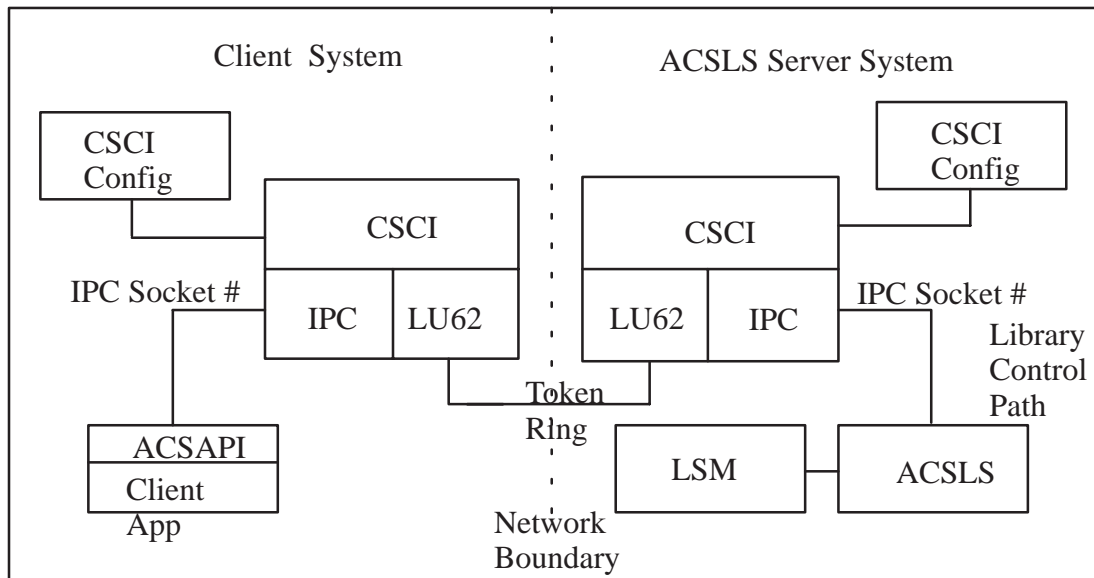 Client System
ACSLS Server System
CSCI
Config
CSCI
Config
CSCI
CSCI
IPC Socket #
IPC
LU62
LU62
IPC
IPC Socket #
Library
Control
Path
Token
Ring
ACSAPI
Client
App
LSM
ACSLS
Network
Boundary